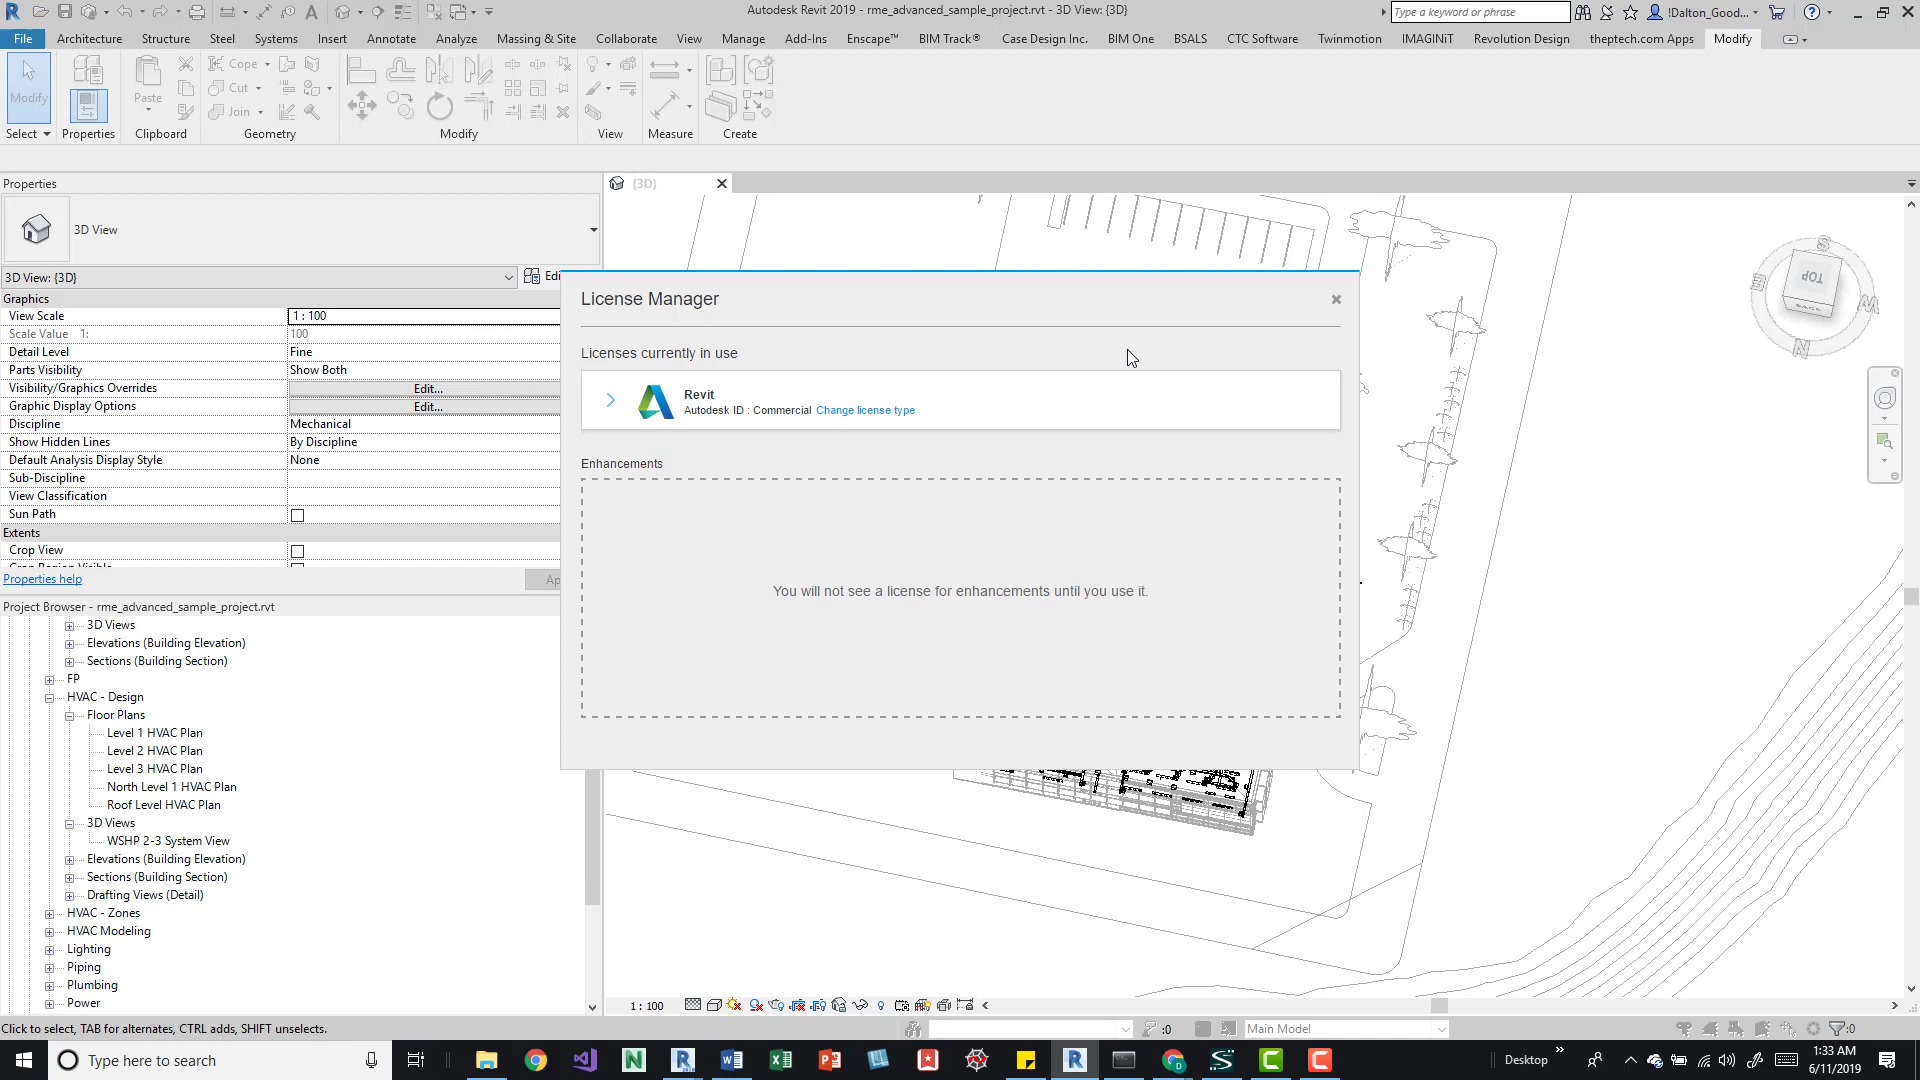 Autodesk Revit 2019 - rme_advanced_sample_project.rvt - 3D View: {3D}
Type a keyword or phrase
!Dalton_Good...
File Architecture Structure Steel Systems Insert Annotate Analyze Massing & Site Collaborate View Manage Add-Ins Enscape™ BIM Track® Case Design Inc. BIM One BSALS CTC Software Twinmotion IMAGINiT Revolution Design theptech.com Apps Modify
Modify
Paste
Cope
Cut
Join
Select Properties Clipboard Geometry Modify View Measure Create
Properties
{3D}
3D View
3D View: {3D}
Edi
Graphics
View Scale 1 : 100
Scale Value 1: 100
Detail Level Fine
Parts Visibility Show Both
Visibility/Graphics Overrides Edit...
Graphic Display Options Edit...
Discipline Mechanical
Show Hidden Lines By Discipline
Default Analysis Display Style None
Sub-Discipline
View Classification
Sun Path
Extents
Crop View
Properties help
Ap
Project Browser - rme_advanced_sample_project.rvt
3D Views
Elevations (Building Elevation)
Sections (Building Section)
FP
HVAC - Design
Floor Plans
Level 1 HVAC Plan
Level 2 HVAC Plan
Level 3 HVAC Plan
North Level 1 HVAC Plan
Roof Level HVAC Plan
3D Views
WSHP 2-3 System View
Elevations (Building Elevation)
Sections (Building Section)
Drafting Views (Detail)
HVAC - Zones
HVAC Modeling
Lighting
Piping
Plumbing
Power
License Manager
Licenses currently in use
Revit
Autodesk ID : Commercial Change license type
Enhancements
You will not see a license for enhancements until you use it.
TOP
S
E
W
N
1 : 100
Click to select, TAB for alternates, CTRL adds, SHIFT unselects.
:0
Main Model
:0
Type here to search
Desktop
1:33 AM
6/11/2019